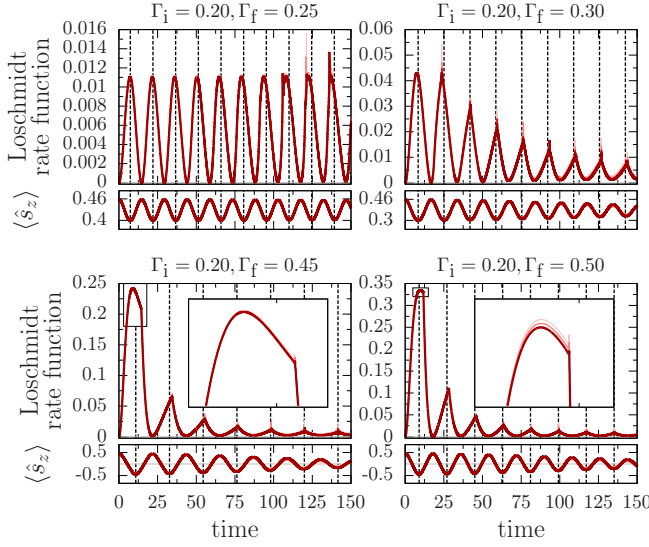 Γi = 0.20, Γf = 0.25
Γi = 0.20, Γf = 0.30
Loschmidt
rate function
0.016
0.014
0.012
0.01
0.008
0.006
0.004
0.002
0
0.06
0.05
0.04
0.03
0.02
0.01
0
⟨ŝz⟩
0.46
0.4
0.46
0.3
Γi = 0.20, Γf = 0.45
Γi = 0.20, Γf = 0.50
Loschmidt
rate function
0.25
0.2
0.15
0.1
0.05
0
0.35
0.3
0.25
0.2
0.15
0.1
0.05
0
⟨ŝz⟩
0.5
-0.5
0.5
-0.5
0 25 50 75 100 125 150
0 25 50 75 100 125 150
time
time